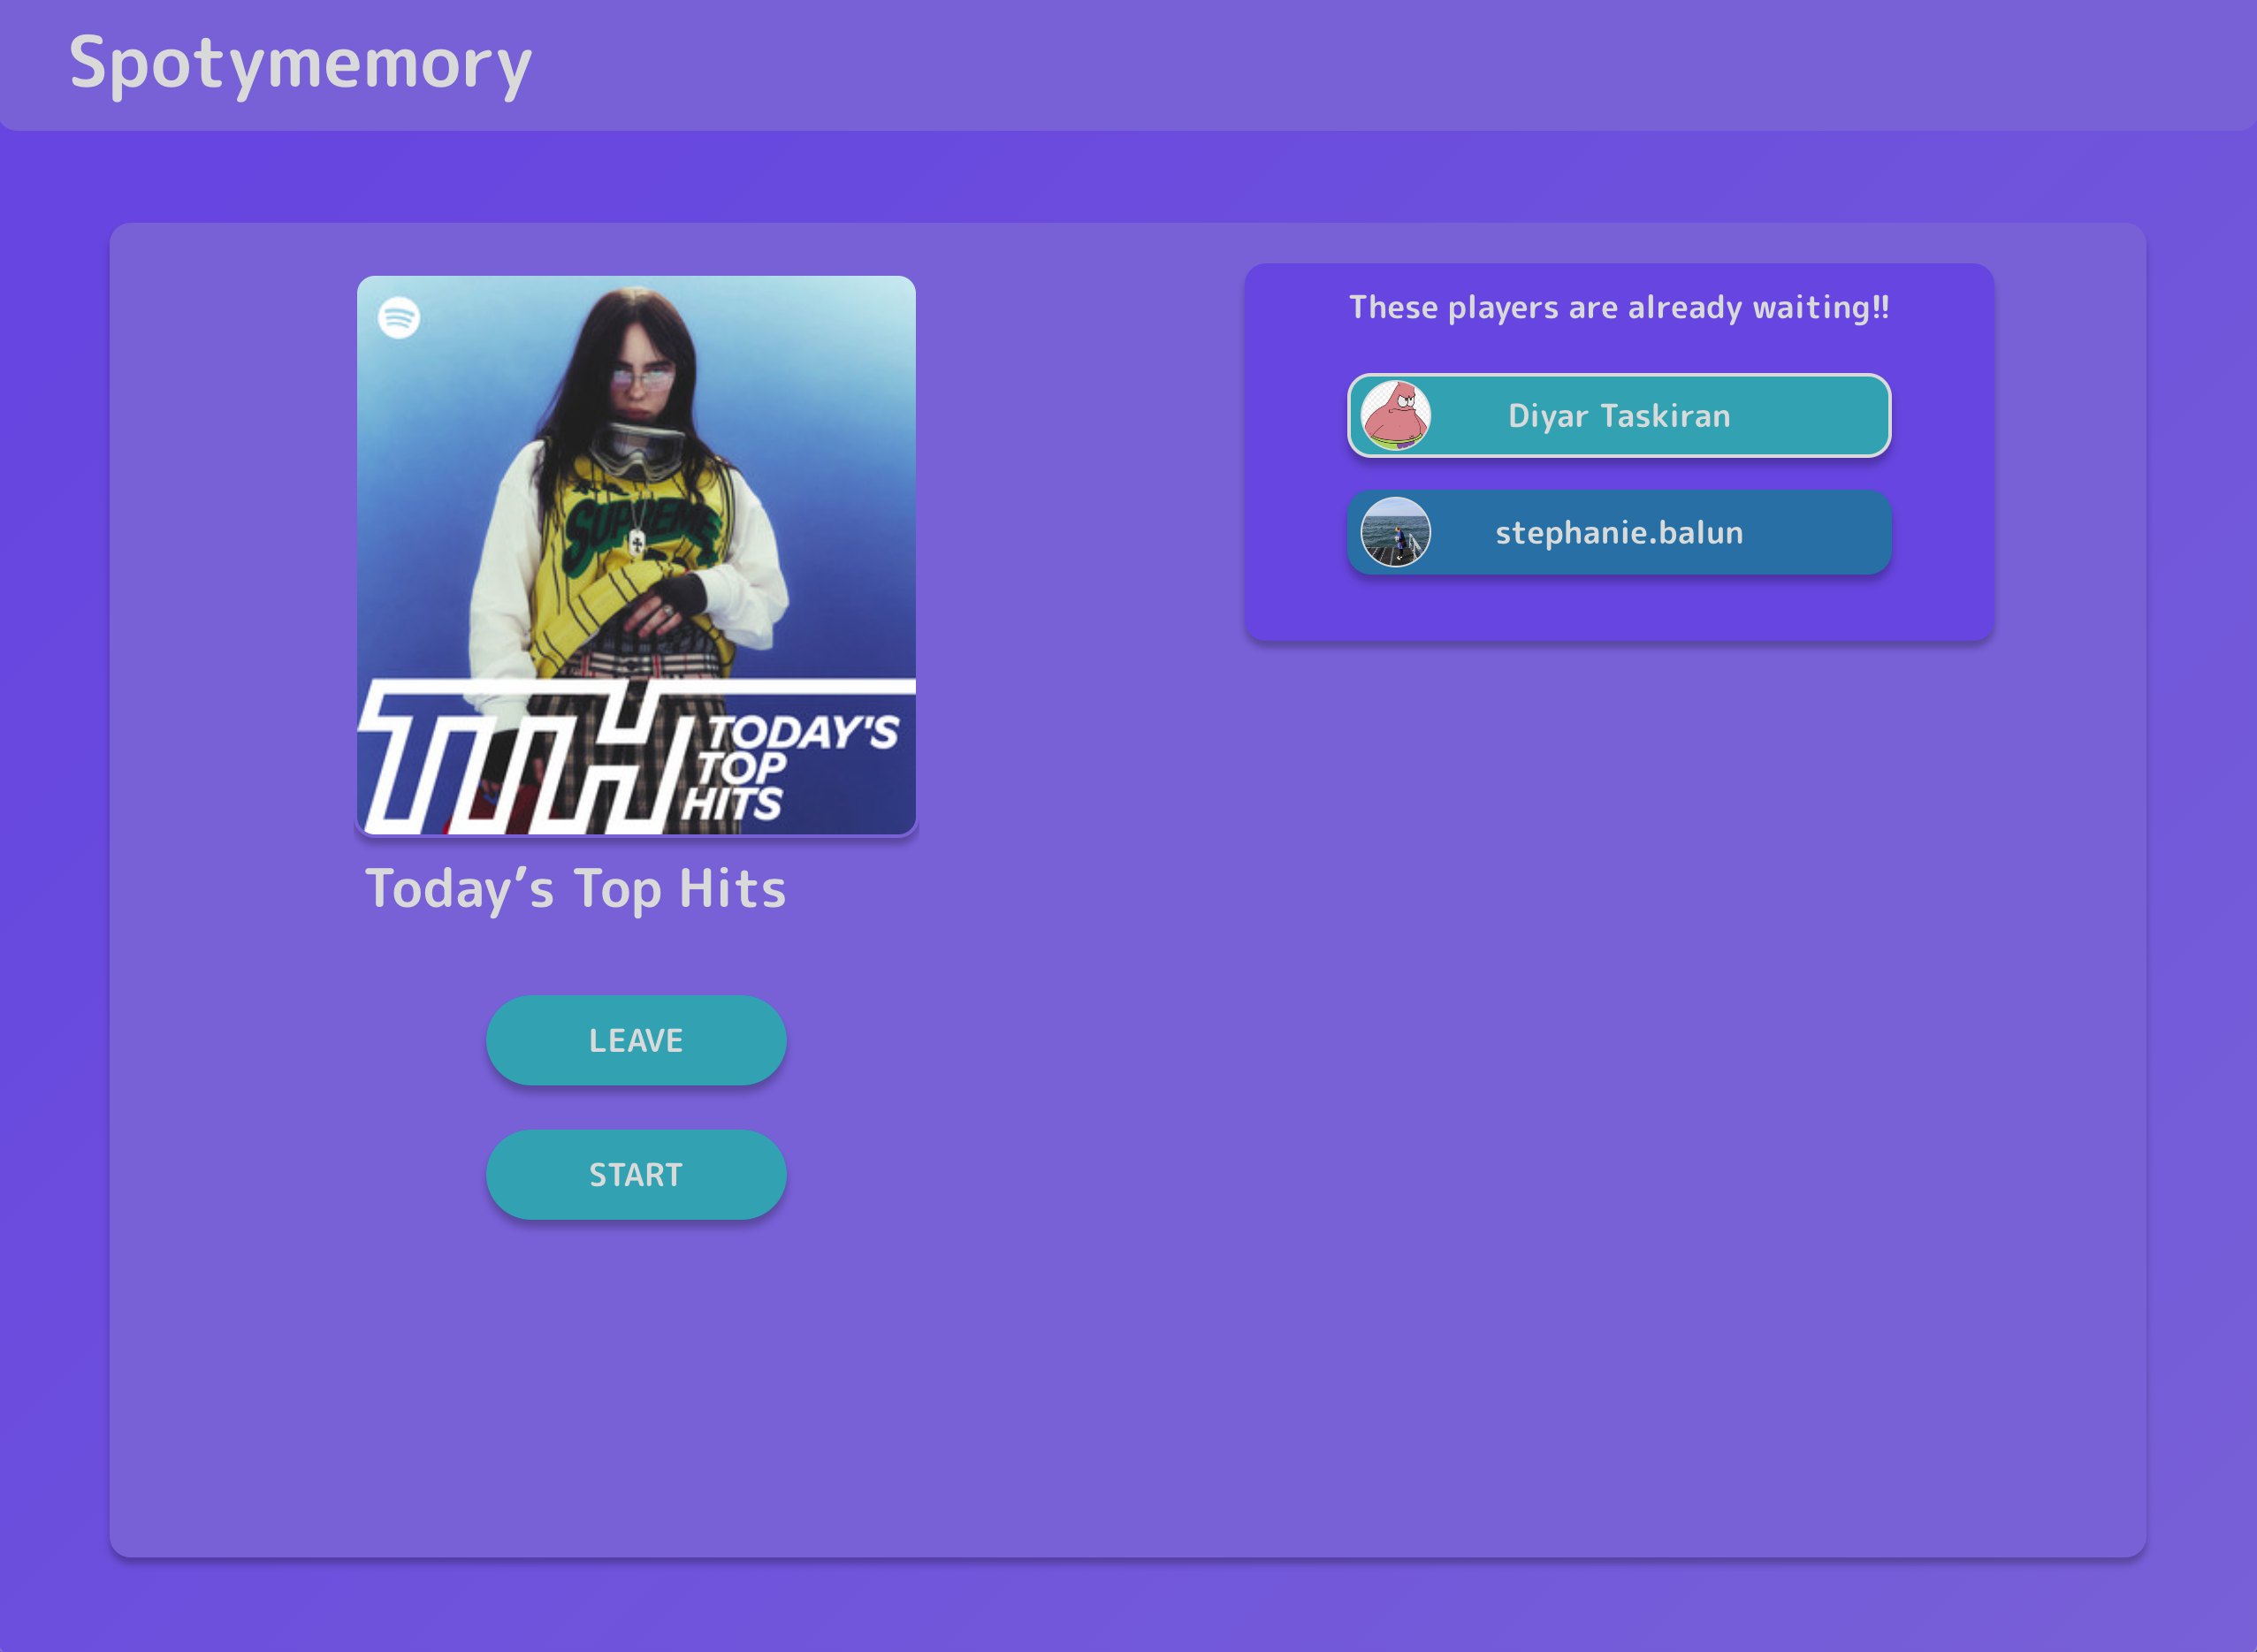 Spotymemory
SUPREME
TTH
TODAY'S
TOP
HITS
Today's Top Hits
LEAVE
START
These players are already waiting!!
Diyar Taskiran
stephanie.balun